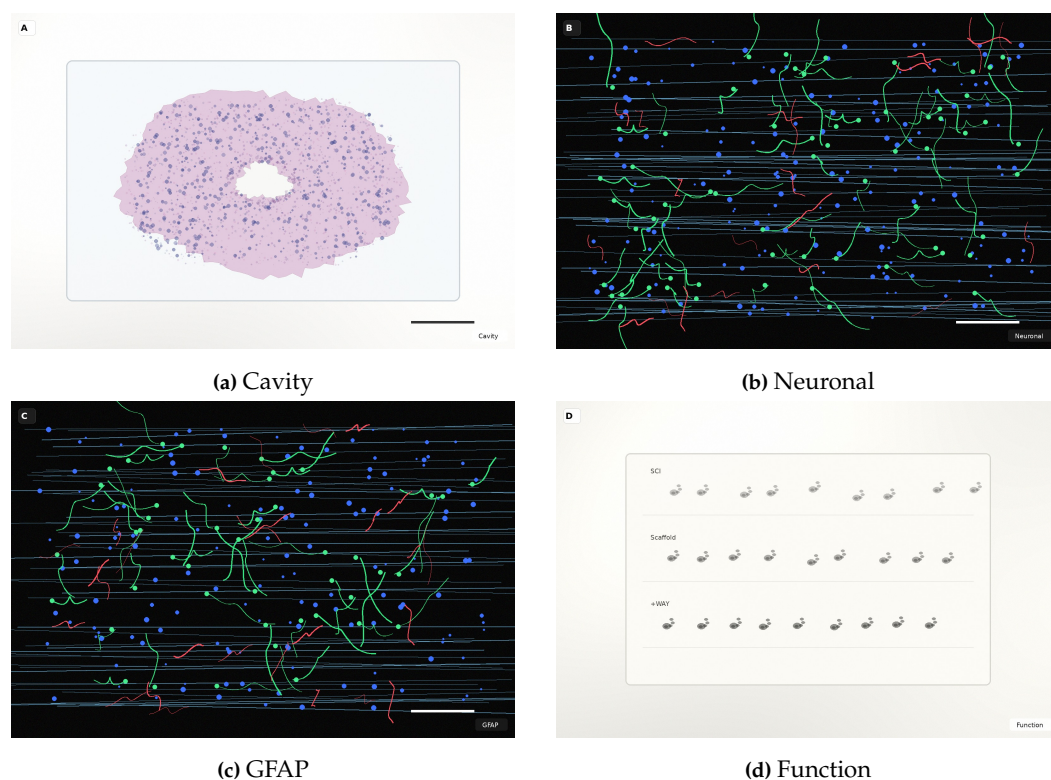 A
Cavity
B
Neuronal
(a) Cavity
(b) Neuronal
C
GFAP
D
SCI
Scaffold
+WAY
Function
(c) GFAP
(d) Function